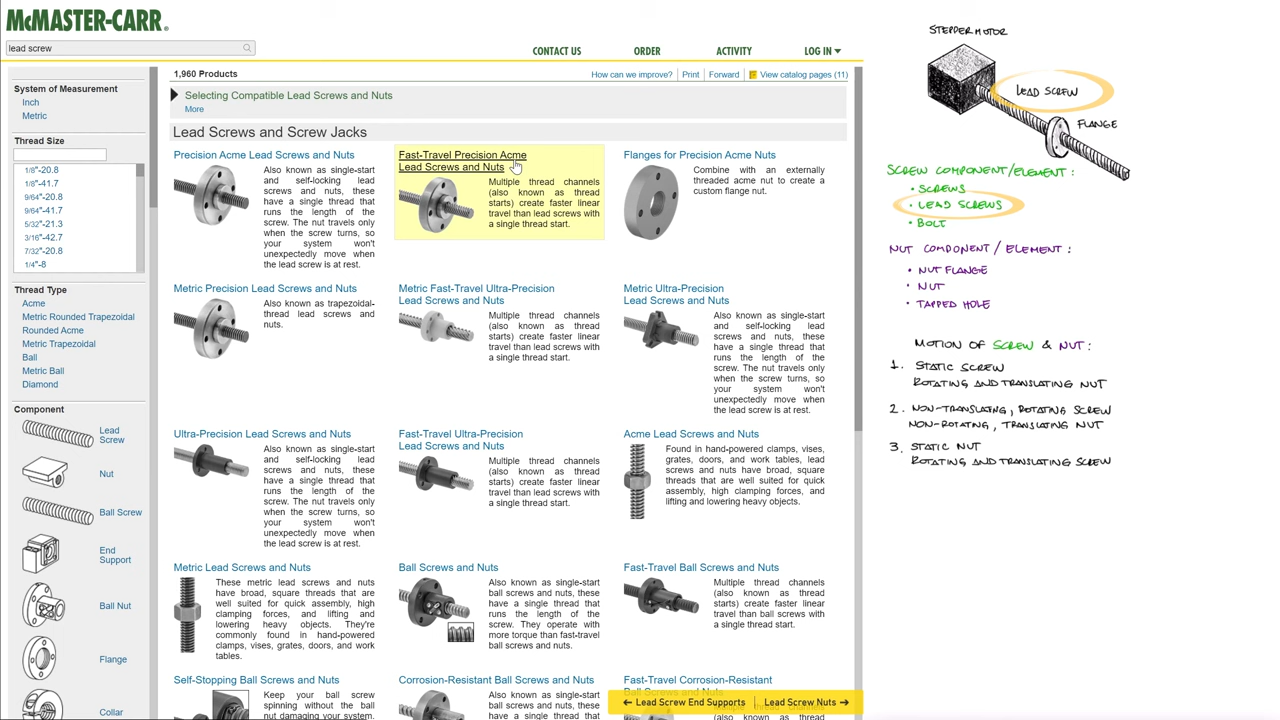 McMASTER-CARR®
lead screw
CONTACT US
ORDER
ACTIVITY
LOG IN
1,960 Products
How can we improve?
Print
Forward
View catalog pages (11)
System of Measurement
Inch
Metric
Thread Size
1/8"-20.8
1/8"-41.7
9/64"-20.8
9/64"-41.7
5/32"-21.3
3/16"-42.7
7/32"-20.8
1/4"-8
Thread Type
Acme
Metric Rounded Trapezoidal
Rounded Acme
Metric Trapezoidal
Ball
Metric Ball
Diamond
Component
Lead
Screw
Nut
Ball Screw
End
Support
Ball Nut
Flange
Collar
Selecting Compatible Lead Screws and Nuts
More
Lead Screws and Screw Jacks
Precision Acme Lead Screws and Nuts
Also known as single-start
and self-locking lead
screws and nuts, these
have a single thread that
runs the length of the
screw. The nut travels only
when the screw turns, so
your system won't
unexpectedly move when
the lead screw is at rest.
Fast-Travel Precision Acme
Lead Screws and Nuts
Multiple thread channels
(also known as thread
starts) create faster linear
travel than lead screws with
a single thread start.
Flanges for Precision Acme Nuts
Combine with an externally
threaded acme nut to create a
custom flange nut.
Metric Precision Lead Screws and Nuts
Also known as trapezoidal-
thread lead screws and
nuts.
Metric Fast-Travel Ultra-Precision
Lead Screws and Nuts
Multiple thread channels
(also known as thread
starts) create faster linear
travel than lead screws with
a single thread start.
Metric Ultra-Precision
Lead Screws and Nuts
Also known as single-start
and self-locking lead
screws and nuts, these
have a single thread that
runs the length of the
screw. The nut travels only
when the screw turns, so
your system won't
unexpectedly move when
the lead screw is at rest.
Ultra-Precision Lead Screws and Nuts
Also known as single-start
and self-locking lead
screws and nuts, these
have a single thread that
runs the length of the
screw. The nut travels only
when the screw turns, so
your system won't
unexpectedly move when
the lead screw is at rest.
Fast-Travel Ultra-Precision
Lead Screws and Nuts
Multiple thread channels
(also known as thread
starts) create faster linear
travel than lead screws with
a single thread start.
Acme Lead Screws and Nuts
Found in hand-powered clamps, vises,
grates, doors, and work tables, lead
screws and nuts have broad, square
threads that are well suited for quick
assembly, high clamping forces, and
lifting and lowering heavy objects.
Metric Lead Screws and Nuts
These metric lead screws and nuts
have broad, square threads that are
well suited for quick assembly, high
clamping forces, and lifting and
lowering heavy objects. They're
commonly found in hand-powered
clamps, vises, grates, doors, and work
tables.
Ball Screws and Nuts
Also known as single-start
ball screws and nuts, these
have a single thread that
runs the length of the
screw. They operate with
more torque than fast-travel
ball screws and nuts.
Fast-Travel Ball Screws and Nuts
Multiple thread channels
(also known as thread
starts) create faster linear
travel than ball screws with
a single thread start.
Self-Stopping Ball Screws and Nuts
Keep your ball screw
spinning without the ball
nut damaging your system.
Corrosion-Resistant Ball Screws and Nuts
Also known as single-start
ball screws and nuts, these
have a single thread that
Fast-Travel Corrosion-Resistant
Ball Screws and Nuts
Lead Screw End Supports
Lead Screw Nuts
starts) create faster linear
STEPPER MOTOR
LEAD SCREW
FLANGE
SCREW COMPONENT/ELEMENT:
• SCREWS
• LEAD SCREWS
• BOLT
NUT COMPONENT/ELEMENT:
• NUT FLANGE
• NUT
• TAPPED HOLE
MOTION OF SCREW & NUT:
1. STATIC SCREW
ROTATING AND TRANSLATING NUT
2. NON-TRANSLATING, ROTATING SCREW
NON-ROTATING, TRANSLATING NUT
3. STATIC NUT
ROTATING AND TRANSLATING SCREW